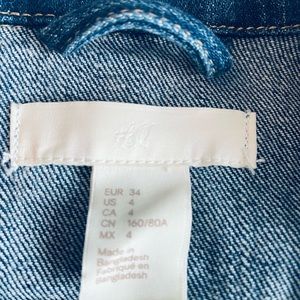 H&M
EUR 34
US 4
CA 4
CN 160/80A
MX 4
Made in
Bangladesh
Fabriqué en
Bangladesh